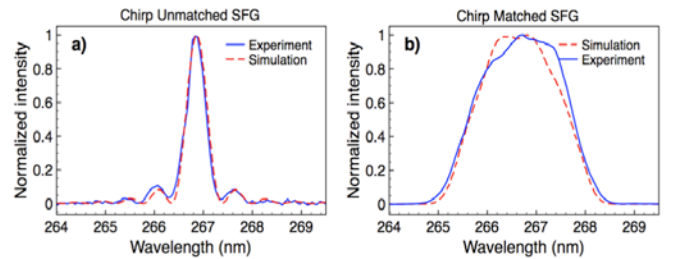 Chirp Unmatched SFG
a)
Experiment
Simulation
Normalized intensity
1
0.8
0.6
0.4
0.2
0
264 265 266 267 268 269
Wavelength (nm)
Chirp Matched SFG
b)
Simulation
Experiment
Normalized intensity
1
0.8
0.6
0.4
0.2
0
264 265 266 267 268 269
Wavelength (nm)